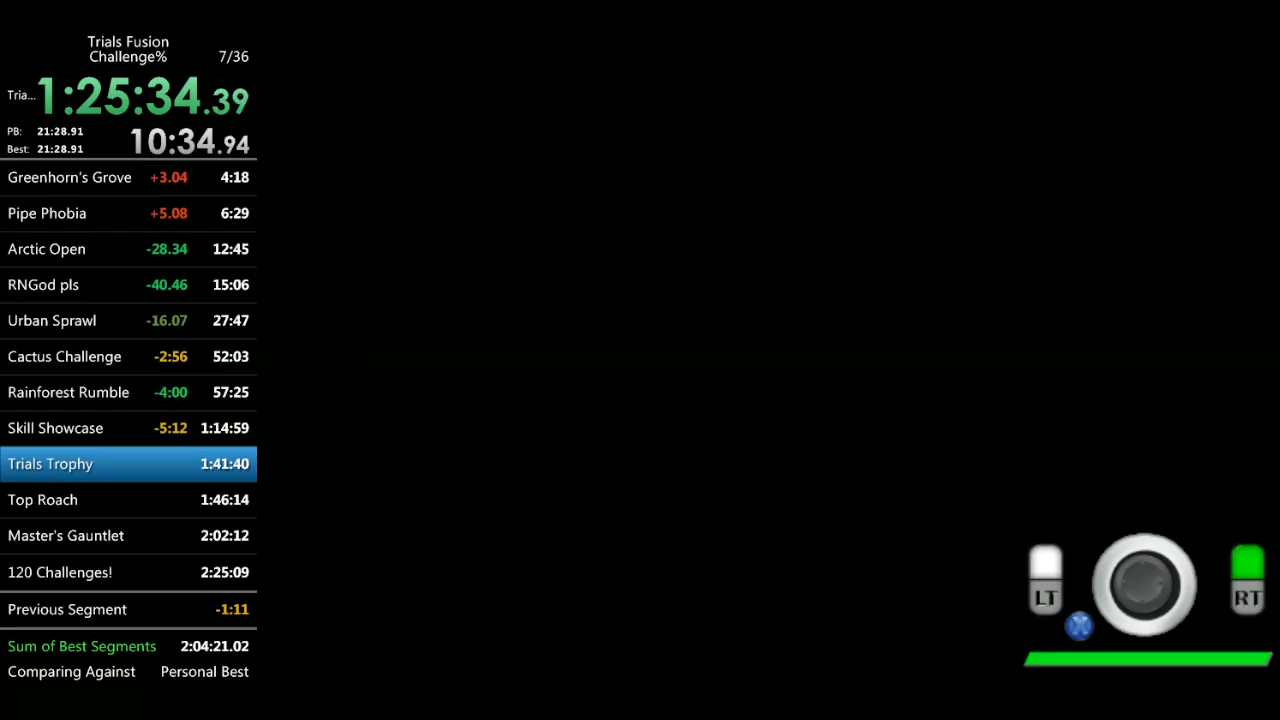 Trials Fusion
Challenge% 7/36
Tria... 1:25:34.39
PB: 21:28.91
Best: 21:28.91
10:34.94
Greenhorn's Grove +3.04 4:18
Pipe Phobia +5.08 6:29
Arctic Open -28.34 12:45
RNGod pls -40.46 15:06
Urban Sprawl -16.07 27:47
Cactus Challenge -2:56 52:03
Rainforest Rumble -4:00 57:25
Skill Showcase -5:12 1:14:59
Trials Trophy 1:41:40
Top Roach 1:46:14
Master's Gauntlet 2:02:12
120 Challenges! 2:25:09
Previous Segment -1:11
Sum of Best Segments 2:04:21.02
Comparing Against Personal Best
LT X RT